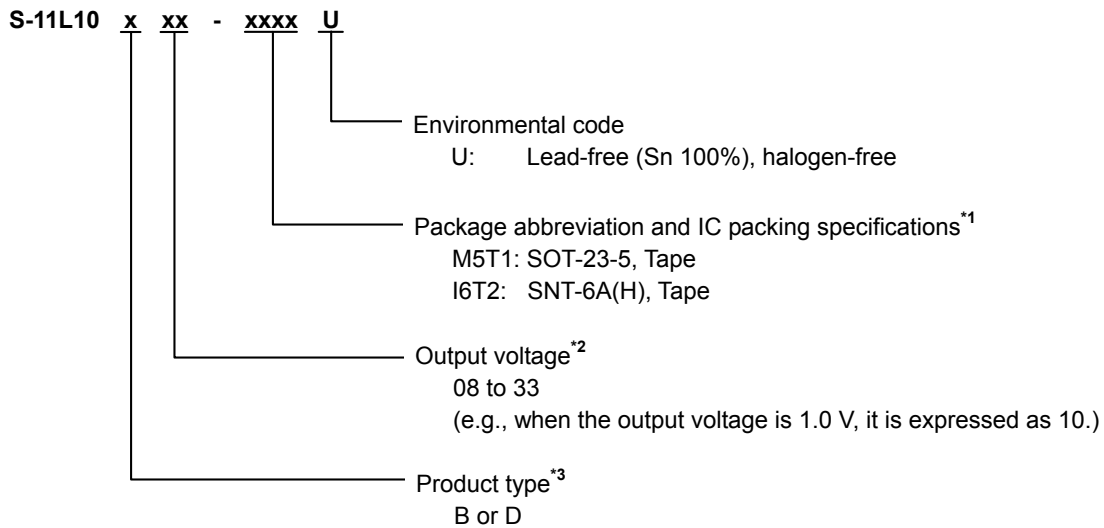 S-11L10 x xx - xxxx U
Environmental code
U: Lead-free (Sn 100%), halogen-free
Package abbreviation and IC packing specifications*1
M5T1: SOT-23-5, Tape
I6T2: SNT-6A(H), Tape
Output voltage*2
08 to 33
(e.g., when the output voltage is 1.0 V, it is expressed as 10.)
Product type*3
B or D